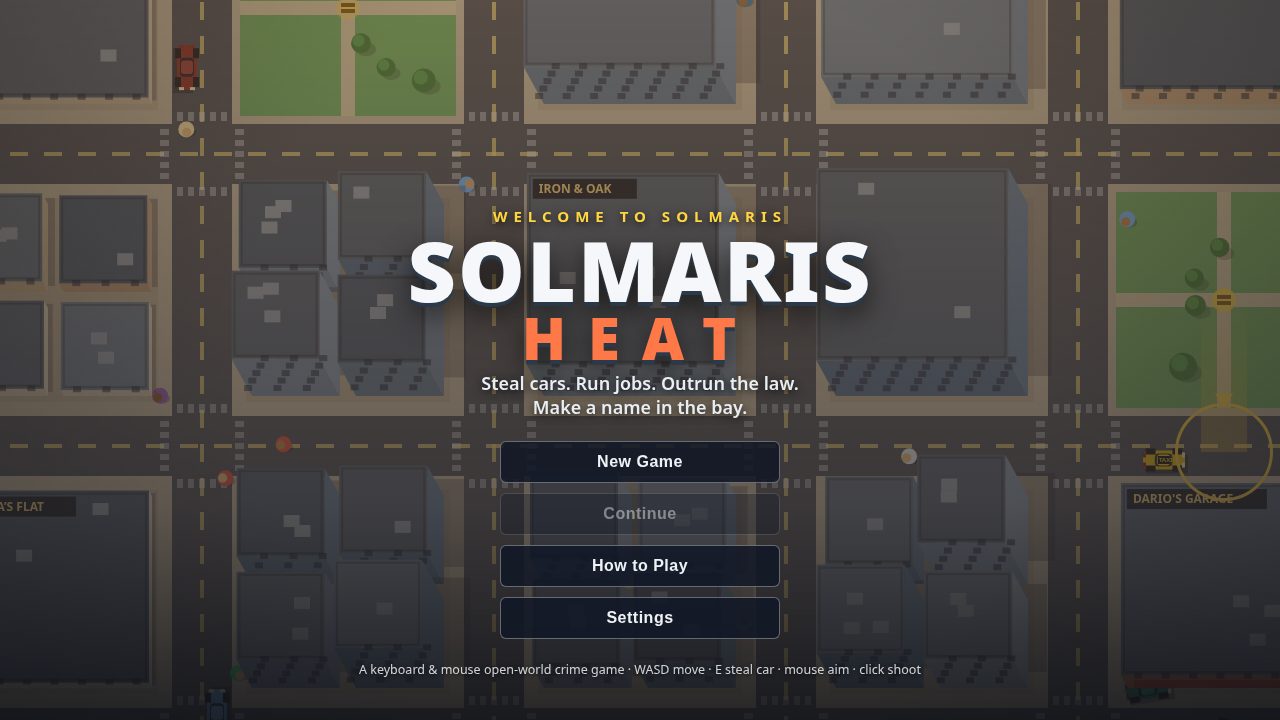 IRON & OAK
WELCOME TO SOLMARIS
SOLMARIS
HEAT
Steal cars. Run jobs. Outrun the law.
Make a name in the bay.
New Game
Continue
How to Play
Settings
TAXI
'S FLAT
DARIO'S GARAGE
A keyboard & mouse open-world crime game · WASD move · E steal car · mouse aim · click shoot